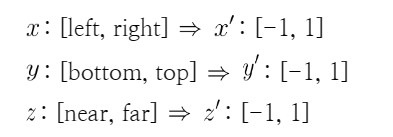 x: [left, right] ⇒ x′: [−1, 1]
y: [bottom, top] ⇒ y′: [−1, 1]
z: [near, far] ⇒ z′: [−1, 1]